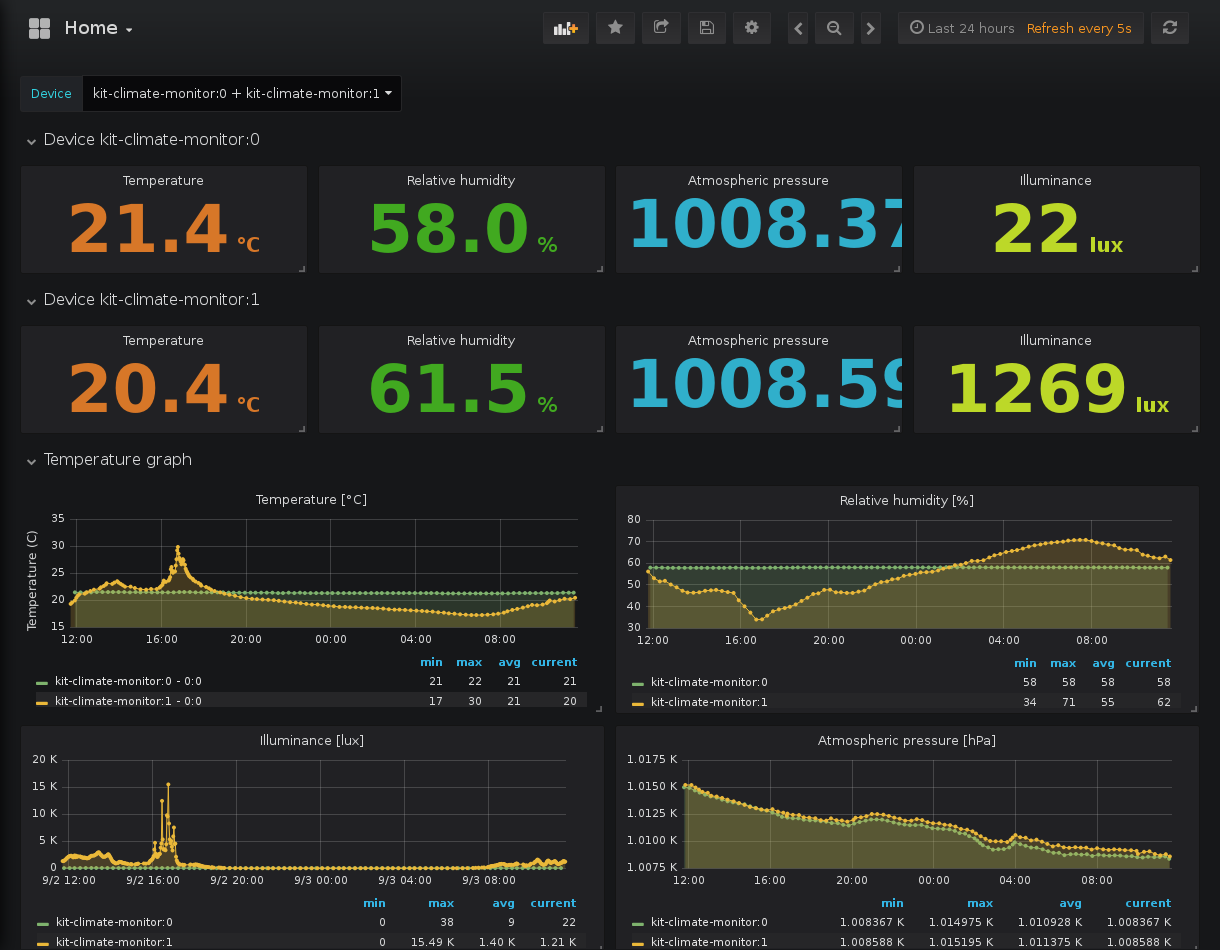 Home
Last 24 hours Refresh every 5s
Device kit-climate-monitor:0 + kit-climate-monitor:1
Device kit-climate-monitor:0
Temperature Relative humidity Atmospheric pressure Illuminance
21.4 °C 58.0 % 1008.37 22 lux
Device kit-climate-monitor:1
Temperature Relative humidity Atmospheric pressure Illuminance
20.4 °C 61.5 % 1008.59 1269 lux
Temperature graph
Temperature [°C]
Temperature (C)
35
30
25
20
15
12:00 16:00 20:00 00:00 04:00 08:00
min max avg current
kit-climate-monitor:0 - 0:0 21 22 21 21
kit-climate-monitor:1 - 0:0 17 30 21 20
Relative humidity [%]
80
70
60
50
40
30
12:00 16:00 20:00 00:00 04:00 08:00
min max avg current
kit-climate-monitor:0 58 58 58 58
kit-climate-monitor:1 34 71 55 62
Illuminance [lux]
20 K
15 K
10 K
5 K
0
9/2 12:00 9/2 16:00 9/2 20:00 9/3 00:00 9/3 04:00 9/3 08:00
min max avg current
kit-climate-monitor:0 0 38 9 22
kit-climate-monitor:1 0 15.49 K 1.40 K 1.21 K
Atmospheric pressure [hPa]
1.0175 K
1.0150 K
1.0125 K
1.0100 K
1.0075 K
12:00 16:00 20:00 00:00 04:00 08:00
min max avg current
kit-climate-monitor:0 1.008367 K 1.014975 K 1.010928 K 1.008367 K
kit-climate-monitor:1 1.008588 K 1.015195 K 1.011375 K 1.008588 K